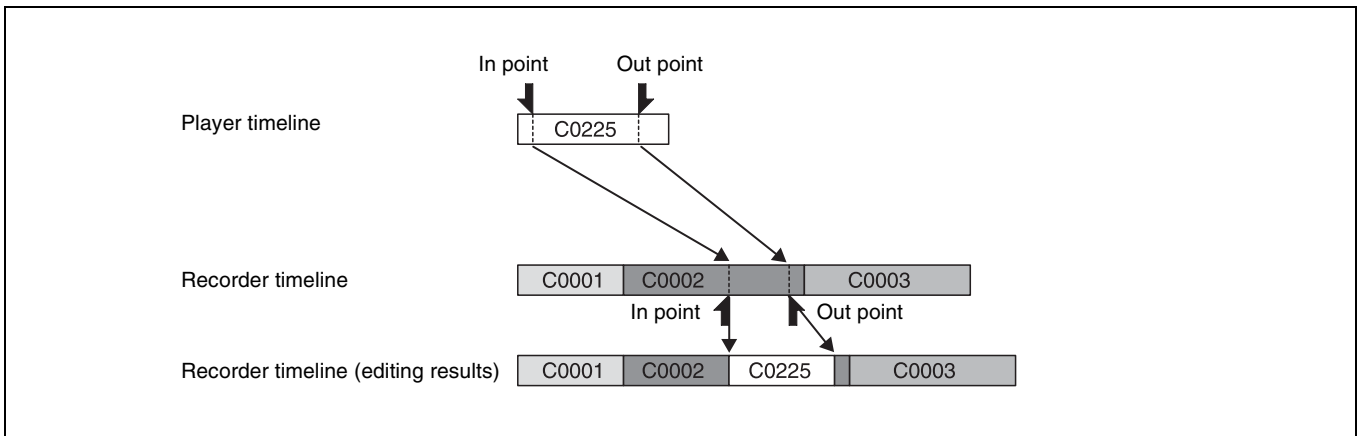 In point Out point
Player timeline C0225
Recorder timeline C0001 C0002 C0003
In point Out point
Recorder timeline (editing results) C0001 C0002 C0225 C0003